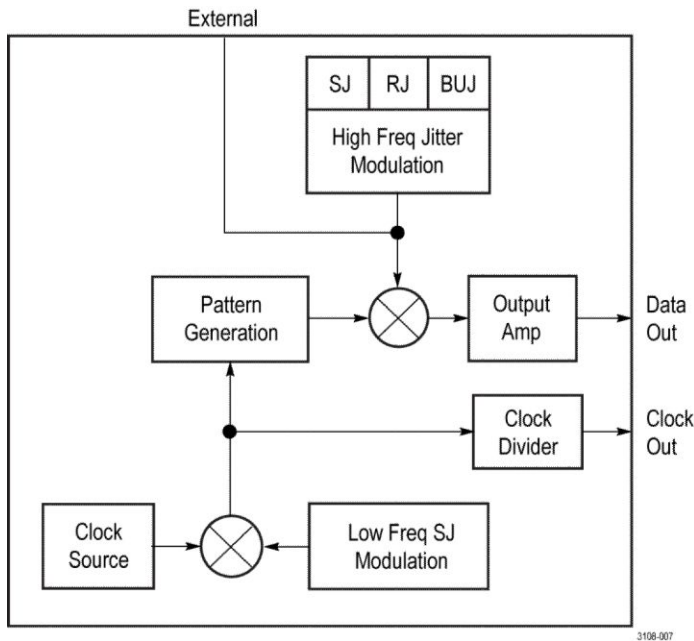 External
SJ RJ BUJ
High Freq Jitter
Modulation
Pattern
Generation
Output
Amp
Data
Out
Clock
Divider
Clock
Out
Clock
Source
Low Freq SJ
Modulation
3108-007